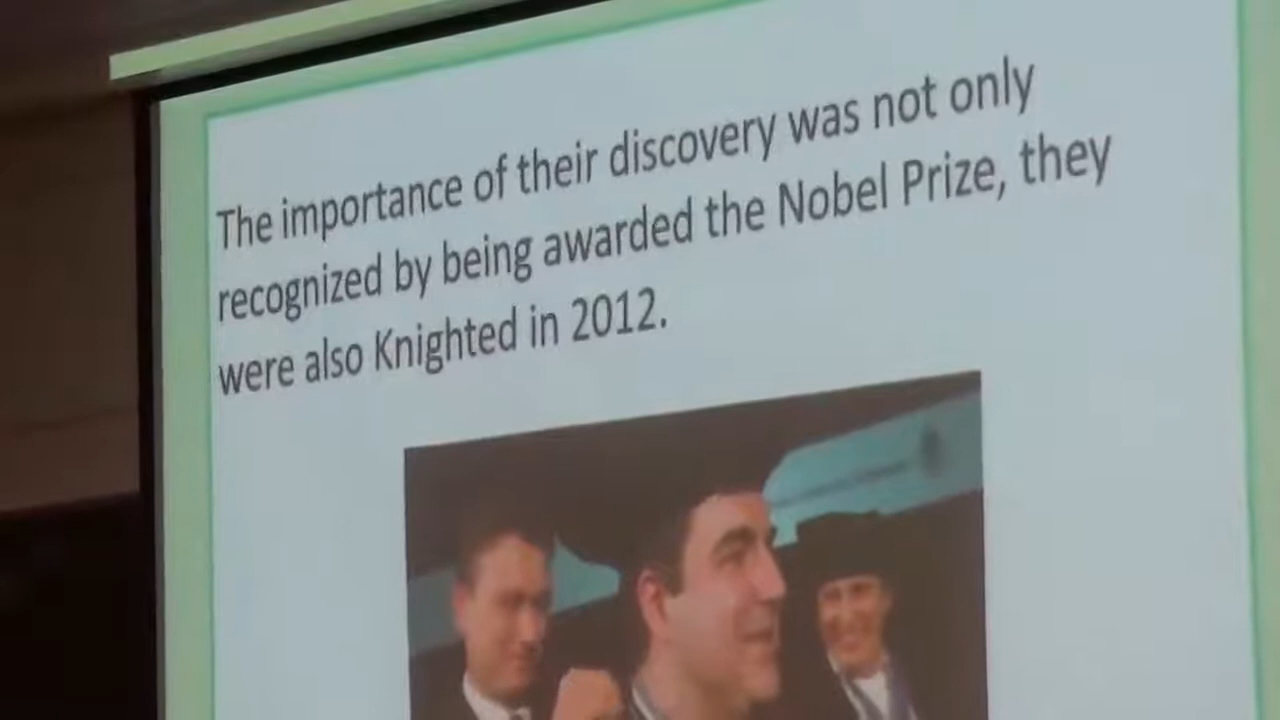 The importance of their discovery was not only
recognized by being awarded the Nobel Prize, they
were also Knighted in 2012.